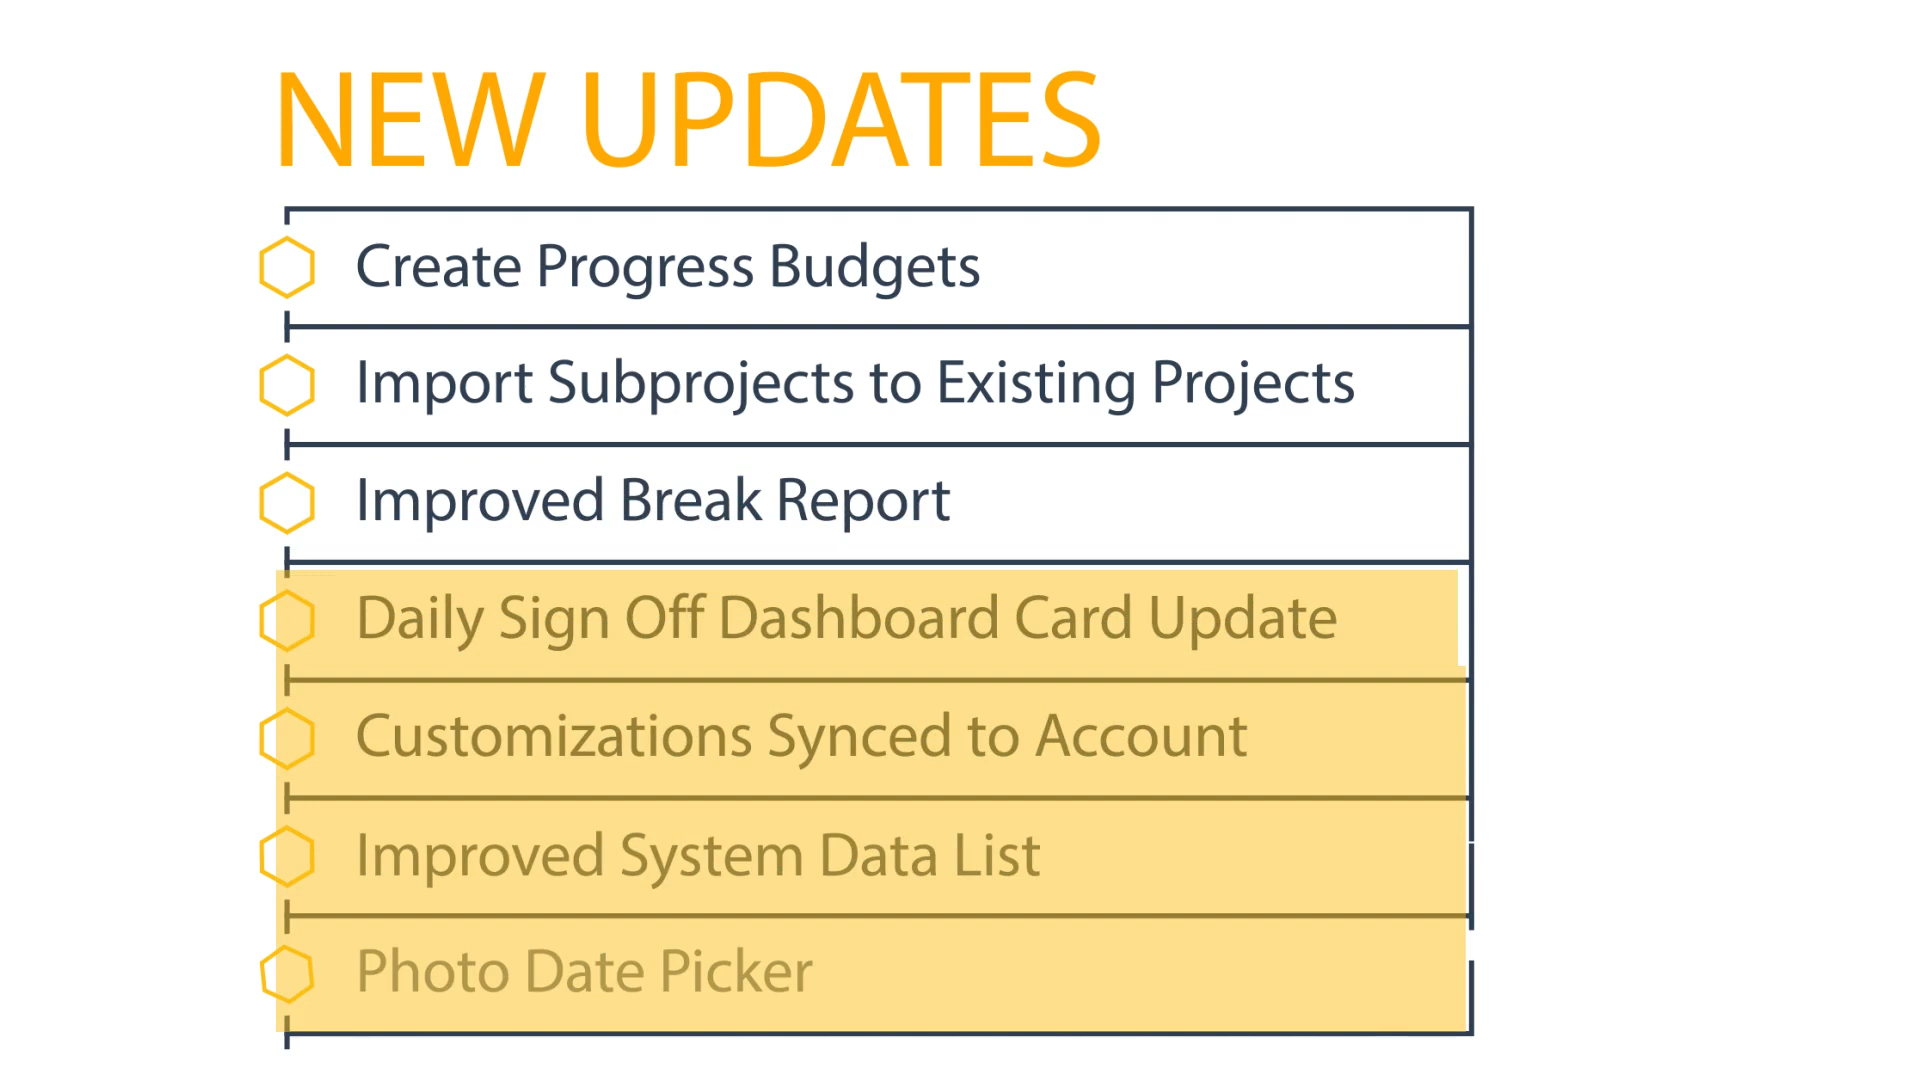 NEW UPDATES
Create Progress Budgets
Import Subprojects to Existing Projects
Improved Break Report
Daily Sign Off Dashboard Card Update
Customizations Synced to Account
Improved System Data List
Photo Date Picker